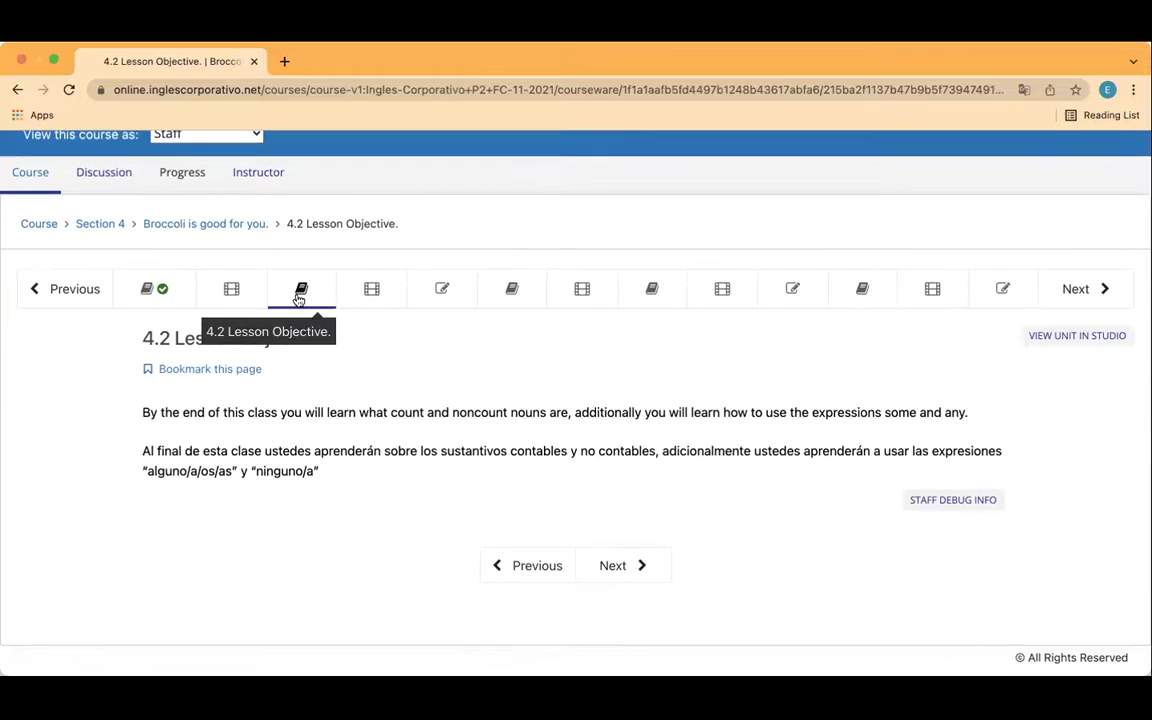 4.2 Lesson Objective. | Brocco
online.inglescorporativo.net/courses/course-v1:Ingles-Corporativo+P2+FC-11-2021/courseware/1f1a1aafb5fd4497b1248b43617abfa6/215ba2f1137b47b9b5f73947491...
E
Apps
Reading List
View this course as:
Staff
Course
Discussion
Progress
Instructor
Course > Section 4 > Broccoli is good for you. > 4.2 Lesson Objective.
Previous
Next
4.2 Lesson Objective.
4.2 Les
VIEW UNIT IN STUDIO
Bookmark this page
By the end of this class you will learn what count and noncount nouns are, additionally you will learn how to use the expressions some and any.
Al final de esta clase ustedes aprenderán sobre los sustantivos contables y no contables, adicionalmente ustedes aprenderán a usar las expresiones
“alguno/a/os/as” y “ninguno/a”
STAFF DEBUG INFO
Previous
Next
© All Rights Reserved